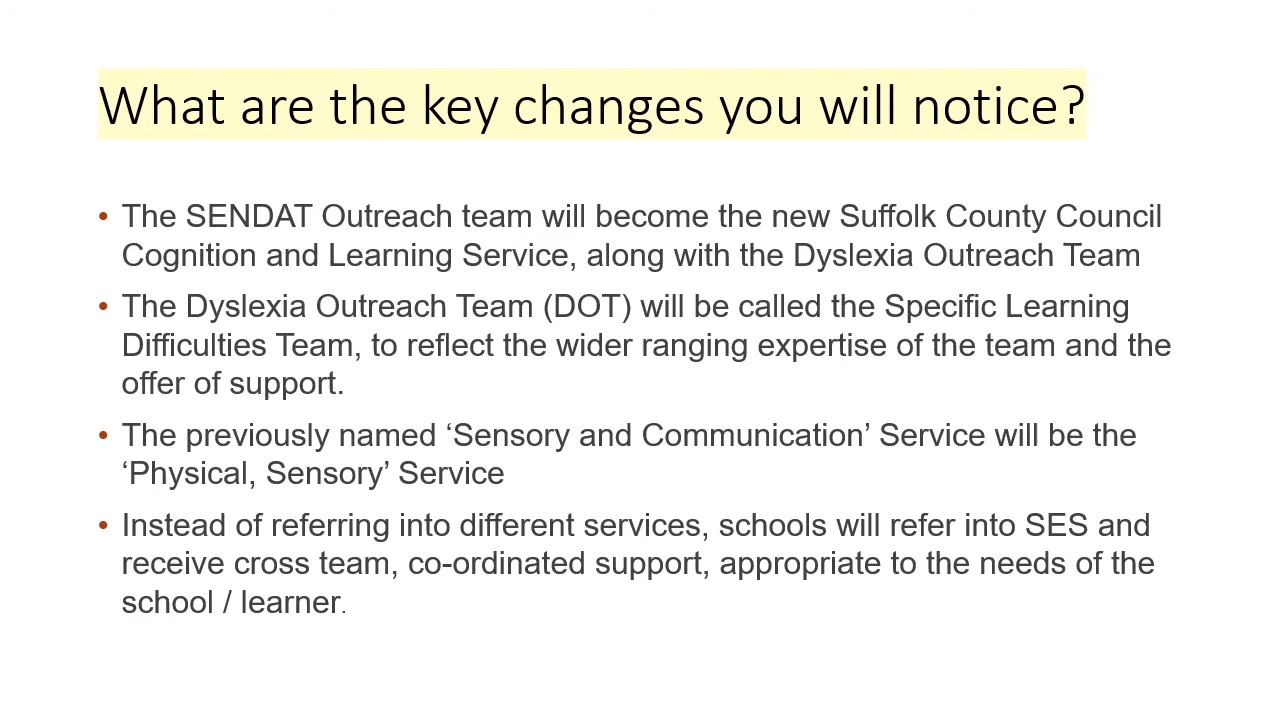 What are the key changes you will notice?
• The SENDAT Outreach team will become the new Suffolk County Council
Cognition and Learning Service, along with the Dyslexia Outreach Team
• The Dyslexia Outreach Team (DOT) will be called the Specific Learning
Difficulties Team, to reflect the wider ranging expertise of the team and the
offer of support.
• The previously named ‘Sensory and Communication’ Service will be the
‘Physical, Sensory’ Service
• Instead of referring into different services, schools will refer into SES and
receive cross team, co-ordinated support, appropriate to the needs of the
school / learner.